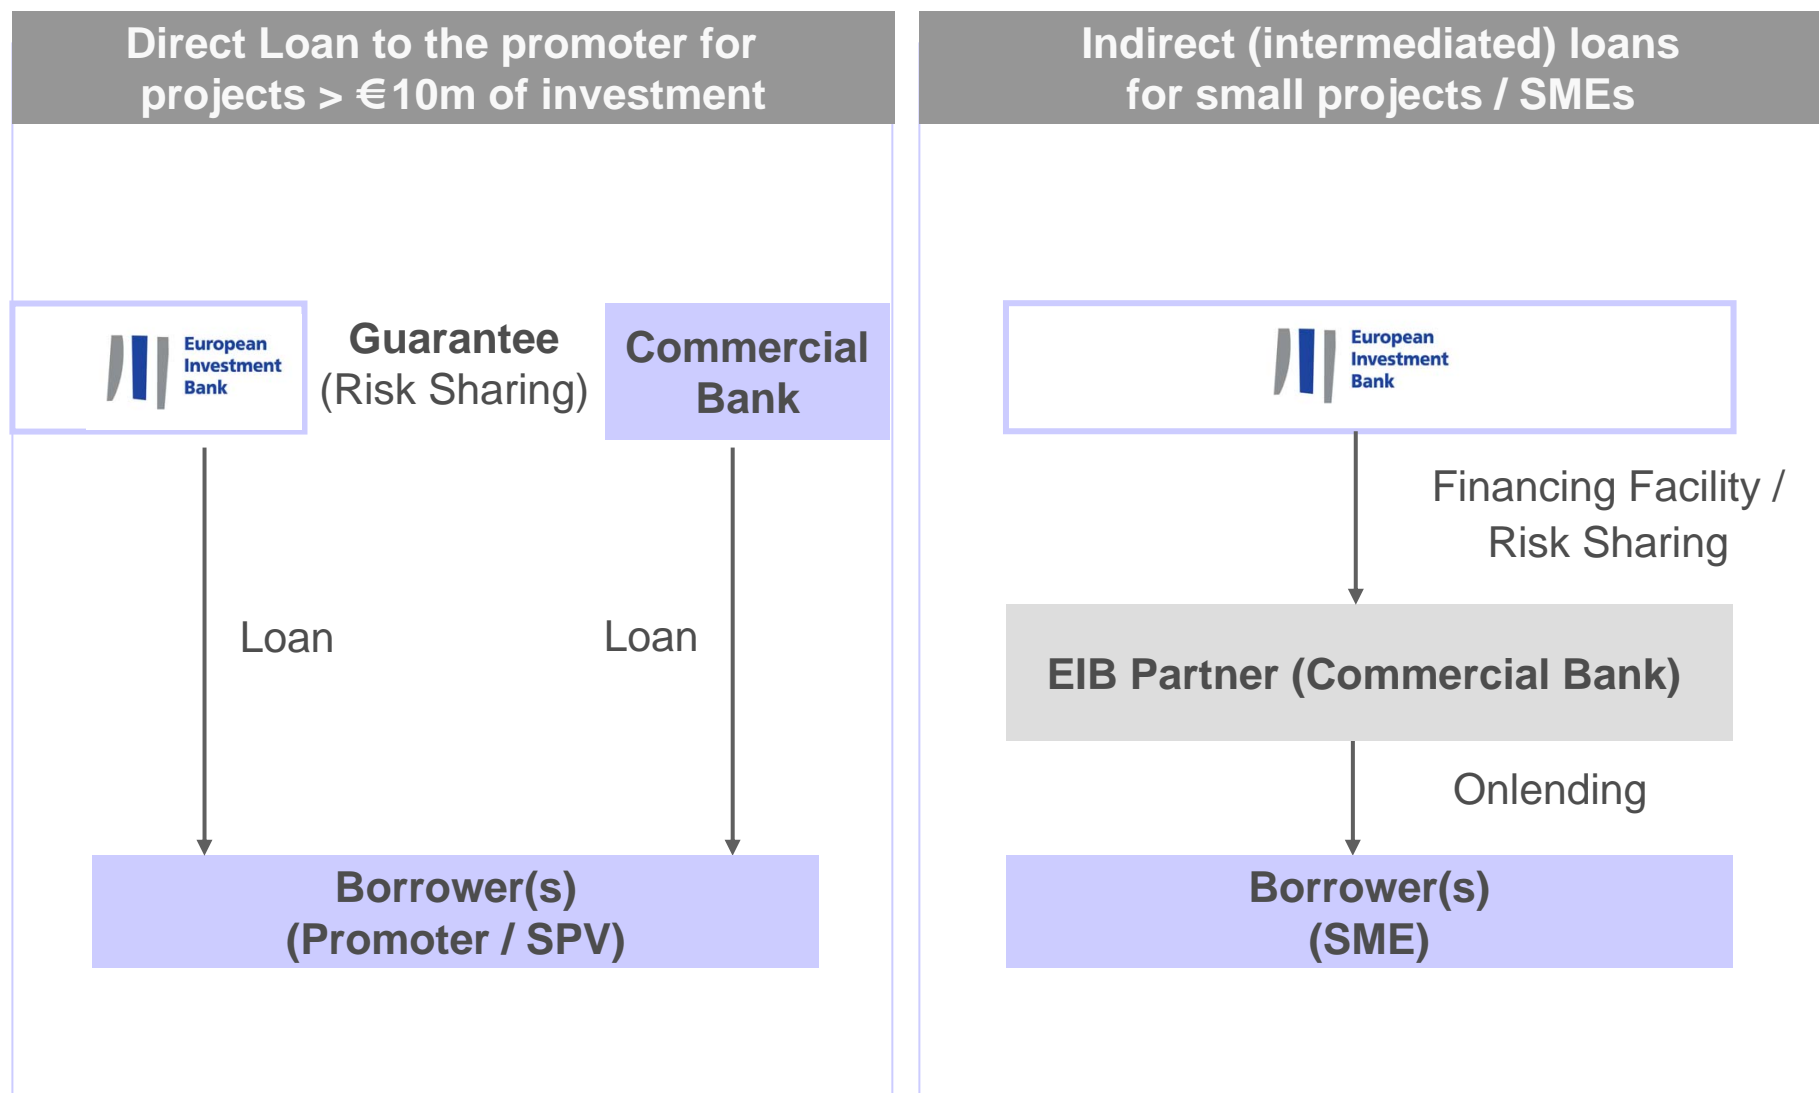 Direct Loan to the promoter for
projects > €10m of investment
European
Investment
Bank
Guarantee
(Risk Sharing)
Commercial
Bank
Loan
Loan
Borrower(s)
(Promoter / SPV)
Indirect (intermediated) loans
for small projects / SMEs
European
Investment
Bank
Financing Facility /
Risk Sharing
EIB Partner (Commercial Bank)
Onlending
Borrower(s)
(SME)